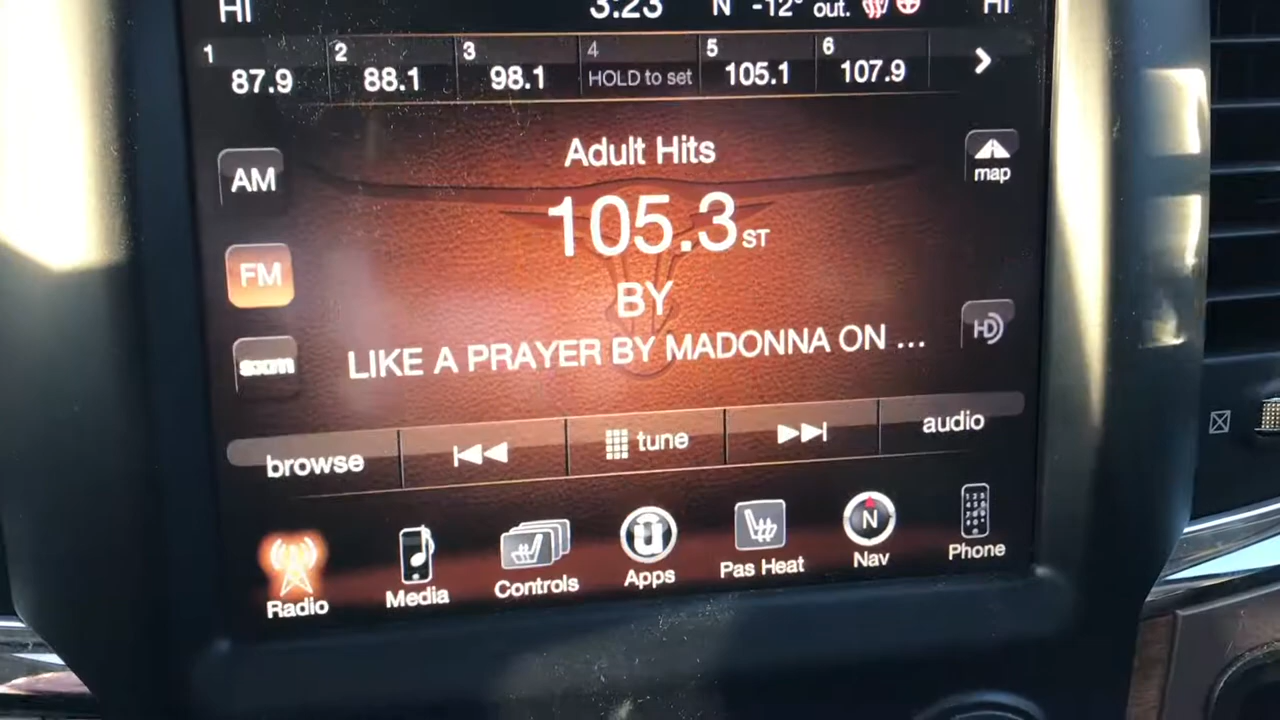 HI 3:23 N -12° out. HI
1 87.9 2 88.1 3 98.1 4 HOLD to set 5 105.1 6 107.9
Adult Hits
AM
map
105.3 ST
FM
BY
HD
LIKE A PRAYER BY MADONNA ON ...
sxm
browse tune audio
Radio Media Controls Apps Pas Heat Nav Phone
N